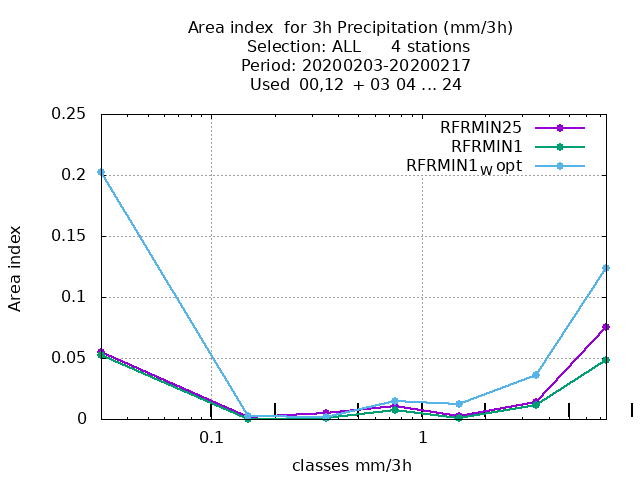 Area index  for 3h Precipitation (mm/3h)
Selection: ALL      4 stations
Period: 20200203-20200217
Used  00,12  + 03 04 ... 24
0.25
0.2
0.15
0.1
0.05
0
RFRMIN25
RFRMIN1
RFRMIN1W opt
Area index
0.1
1
classes mm/3h